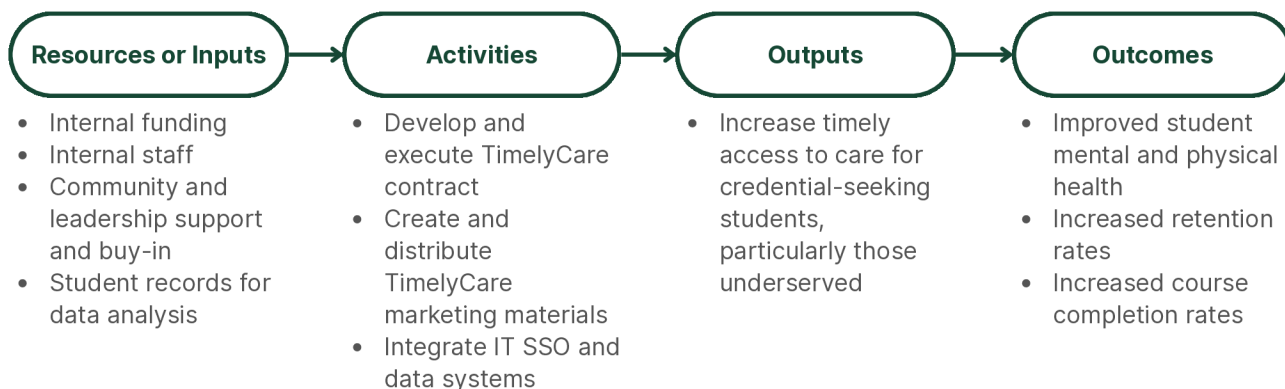 Resources or Inputs
Internal funding
Internal staff
Community and
leadership support
and buy-in
Student records for
data analysis
Activities
Develop and
execute TimelyCare
contract
Create and
distribute
TimelyCare
marketing materials
Integrate IT SSO and
data systems
Outputs
Increase timely
access to care for
credential-seeking
students,
particularly those
underserved
Outcomes
Improved student
mental and physical
health
Increased retention
rates
Increased course
completion rates